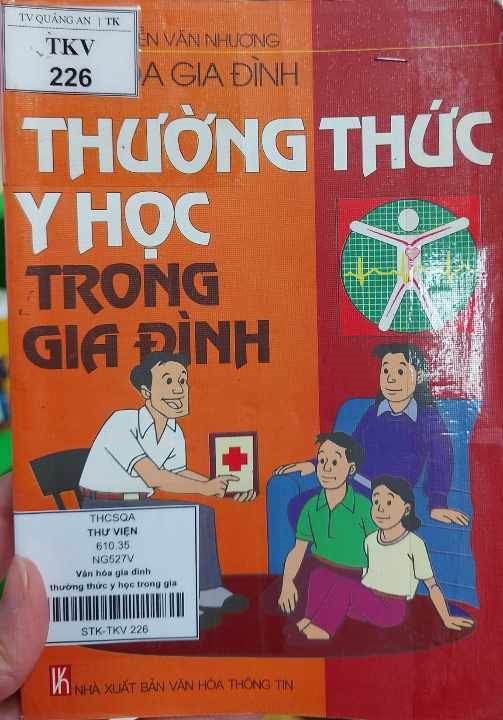 TV QUẢNG AN | TK
TKV
226
VĂN NHƯƠNG
GIA ĐÌNH
THƯỜNG THỨC
Y HỌC
TRONG
GIA ĐÌNH
THCSQA
THƯ VIỆN
610.35
NG527V
Văn hóa gia đình
thường thức y học trong gia
STK-TKV 226
VK NHÀ XUẤT BẢN VĂN HÓA THÔNG TIN